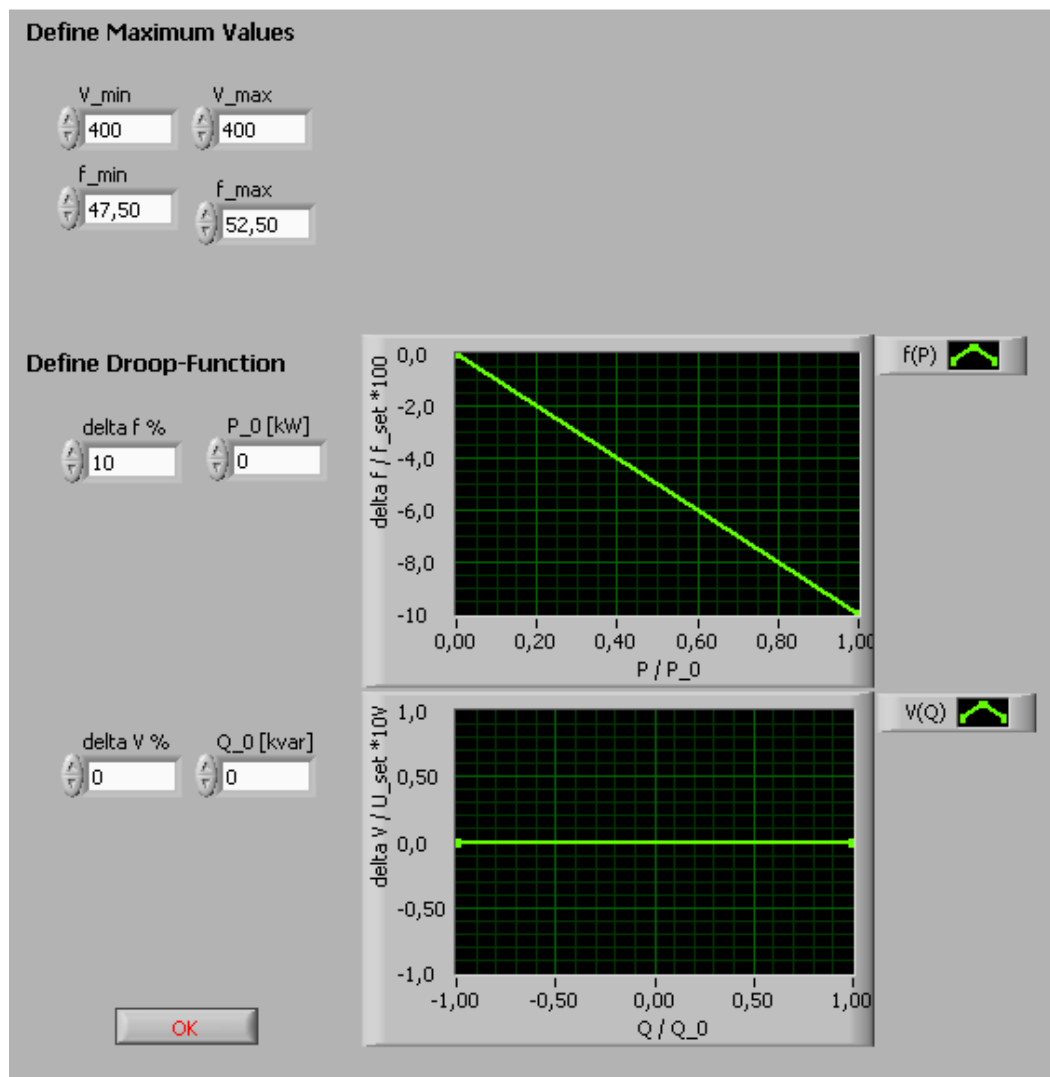 Define Maximum Values
V_min V_max
400 400
f_min f_max
47,50 52,50
Define Droop-Function
delta f % P_0 [kW]
10 0
delta f / f_set *100
0,0
-2,0
-4,0
-6,0
-8,0
-10
0,00 0,20 0,40 0,60 0,80 1,00
P / P_0
f(P)
delta V % Q_0 [kvar]
0 0
delta V / U_set *10V
1,0
0,50
0,0
-0,50
-1,0
-1,00 -0,50 0,00 0,50 1,00
Q / Q_0
V(Q)
OK